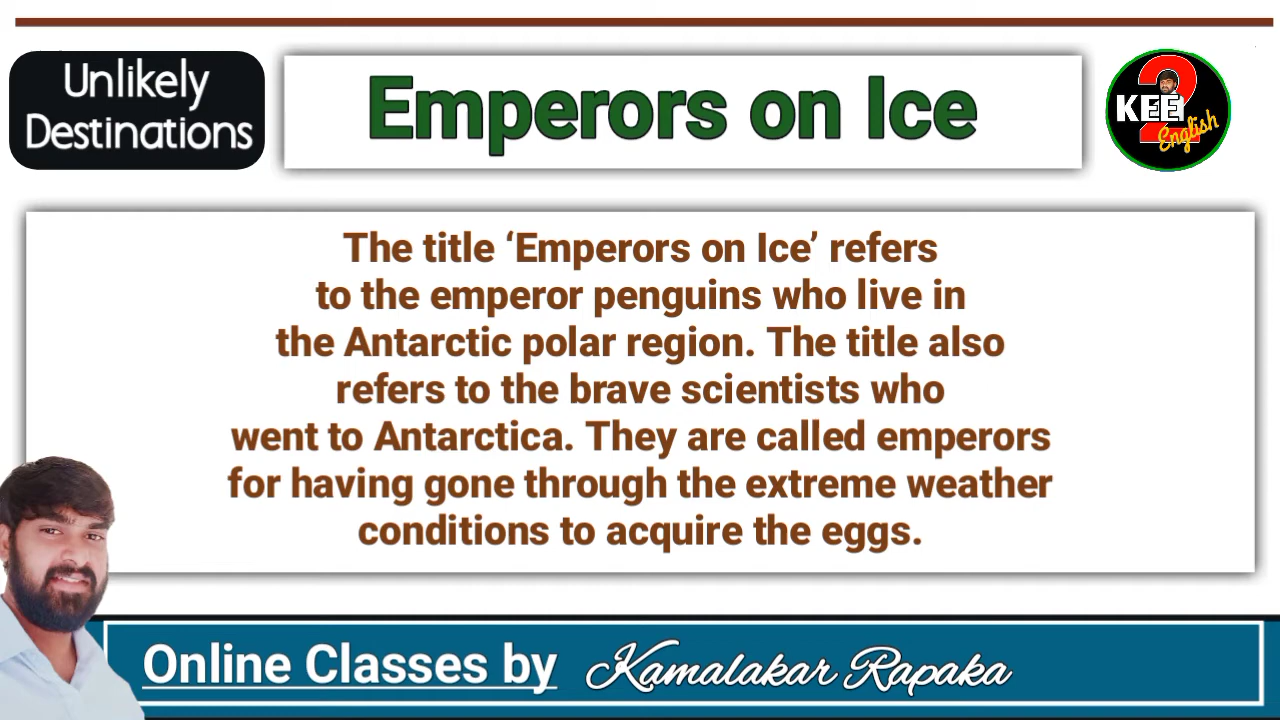 Unlikely
Destinations
Emperors on Ice
KEE
2
English
The title ‘Emperors on Ice’ refers
to the emperor penguins who live in
the Antarctic polar region. The title also
refers to the brave scientists who
went to Antarctica. They are called emperors
for having gone through the extreme weather
conditions to acquire the eggs.
Online Classes by Kamalakar Rapaka